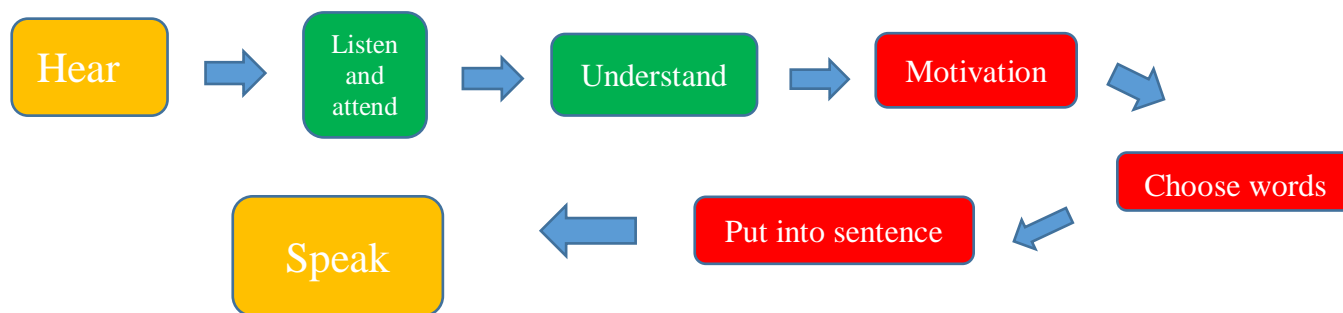 Hear
Listen
and
attend
Understand
Motivation
Choose words
Put into sentence
Speak